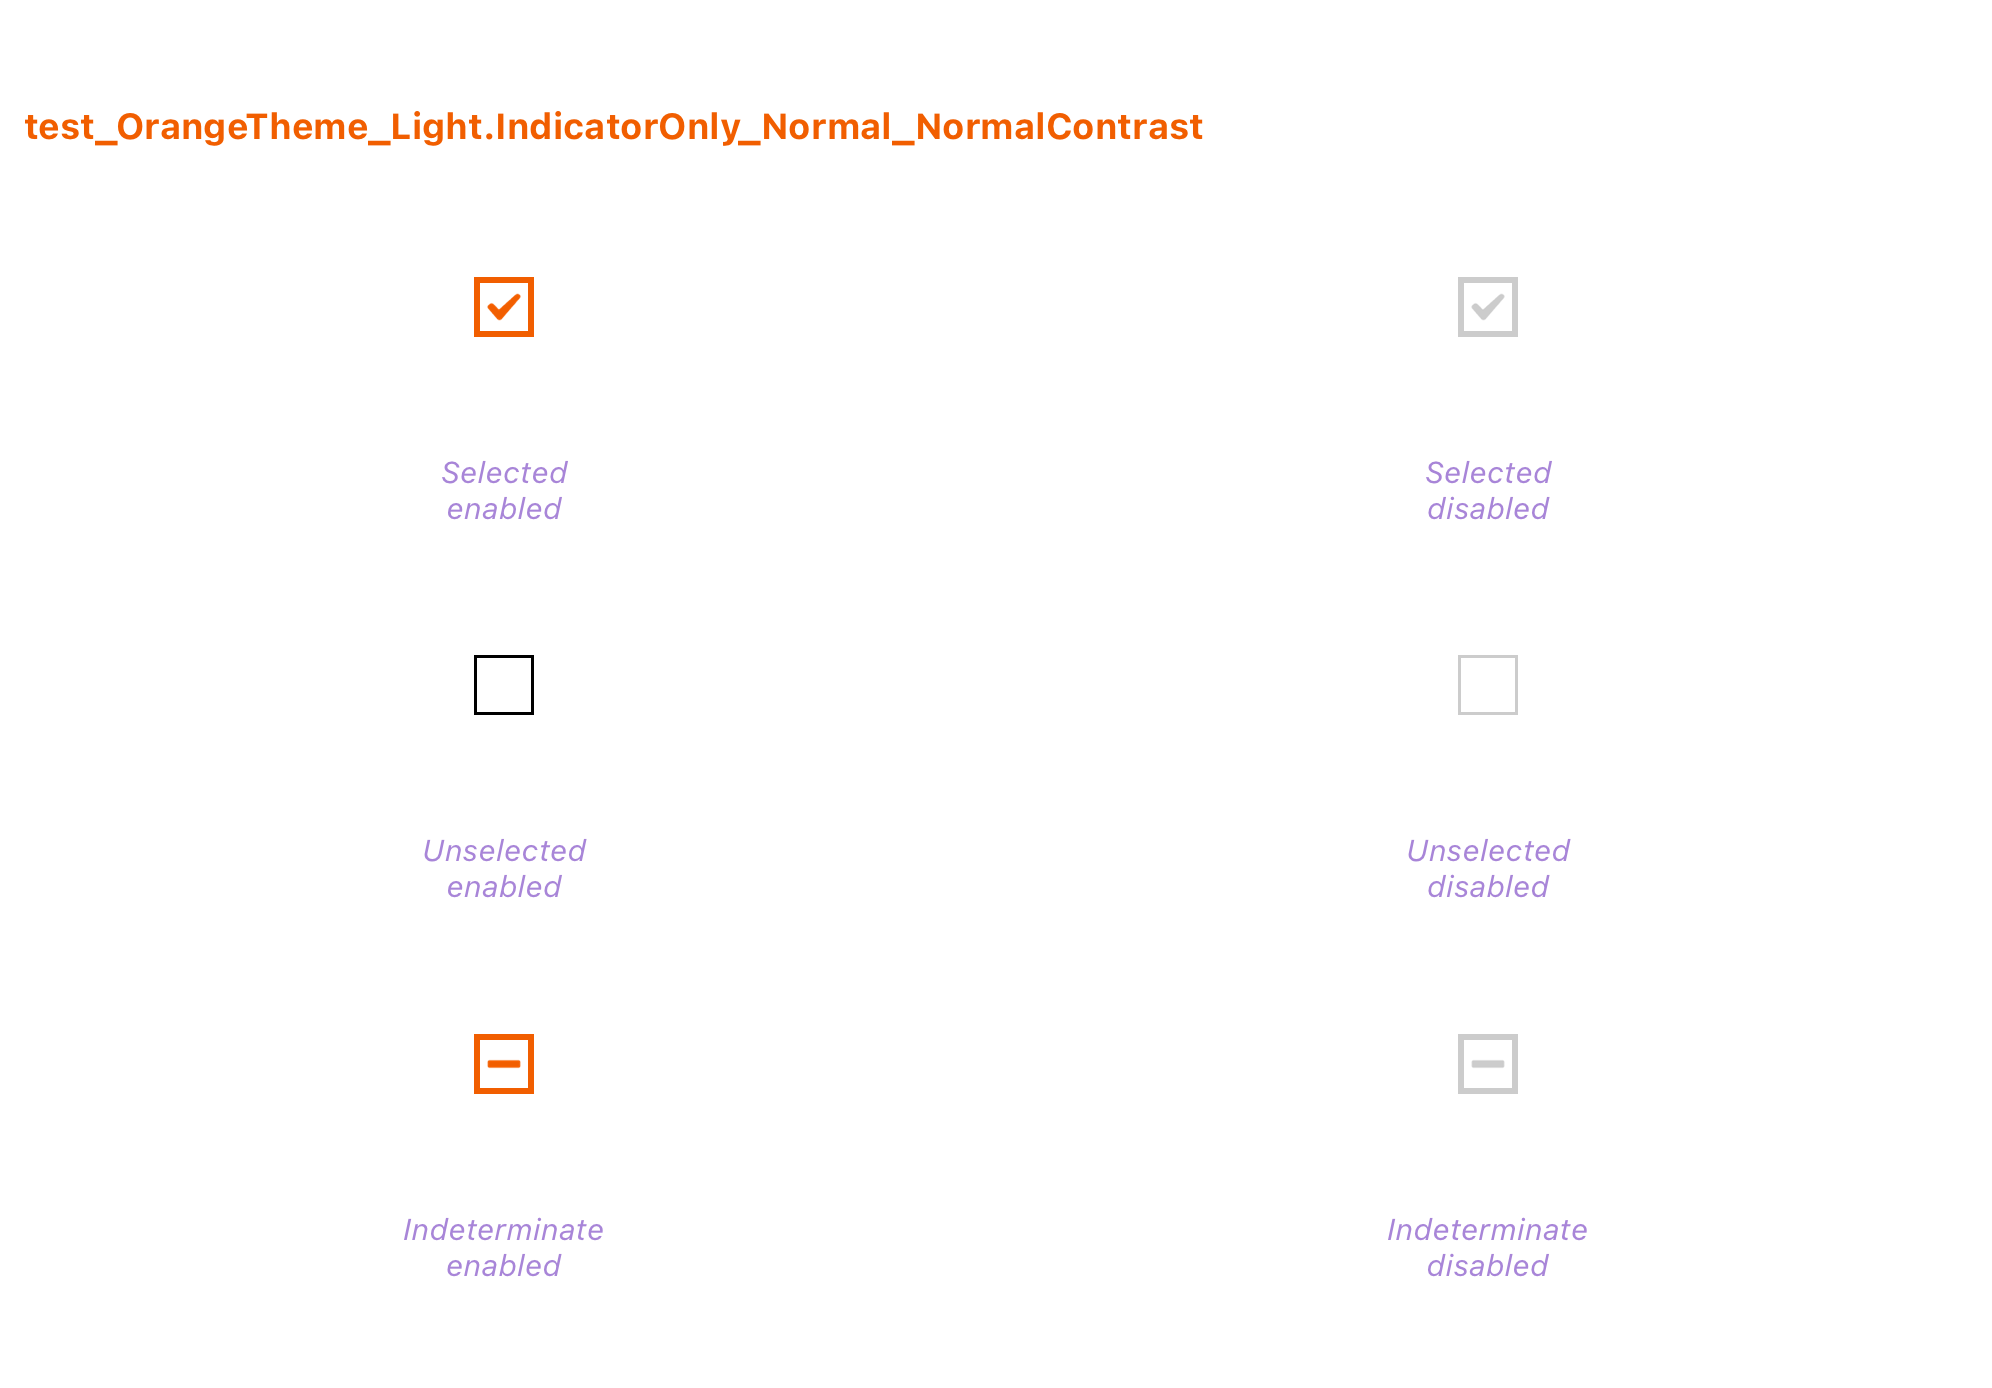 test_OrangeTheme_Light.IndicatorOnly_Normal_NormalContrast
Selected
enabled
Selected
disabled
Unselected
enabled
Unselected
disabled
Indeterminate
enabled
Indeterminate
disabled